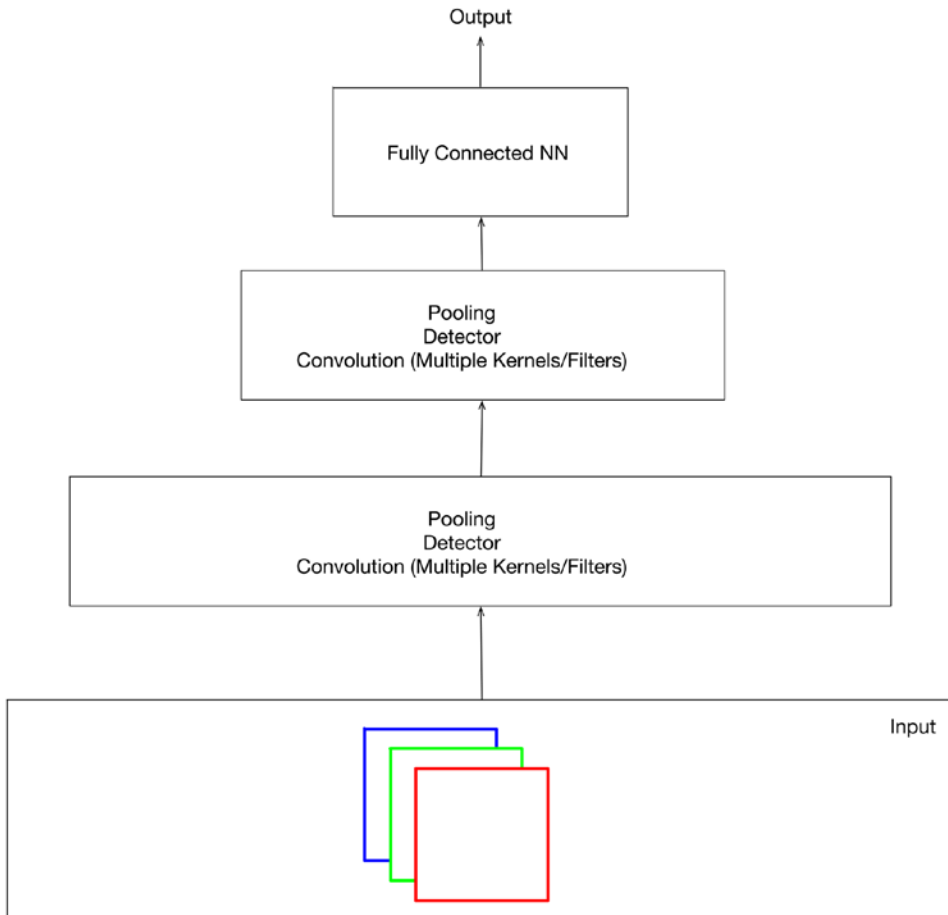 Output
Fully Connected NN
Pooling
Detector
Convolution (Multiple Kernels/Filters)
Pooling
Detector
Convolution (Multiple Kernels/Filters)
Input